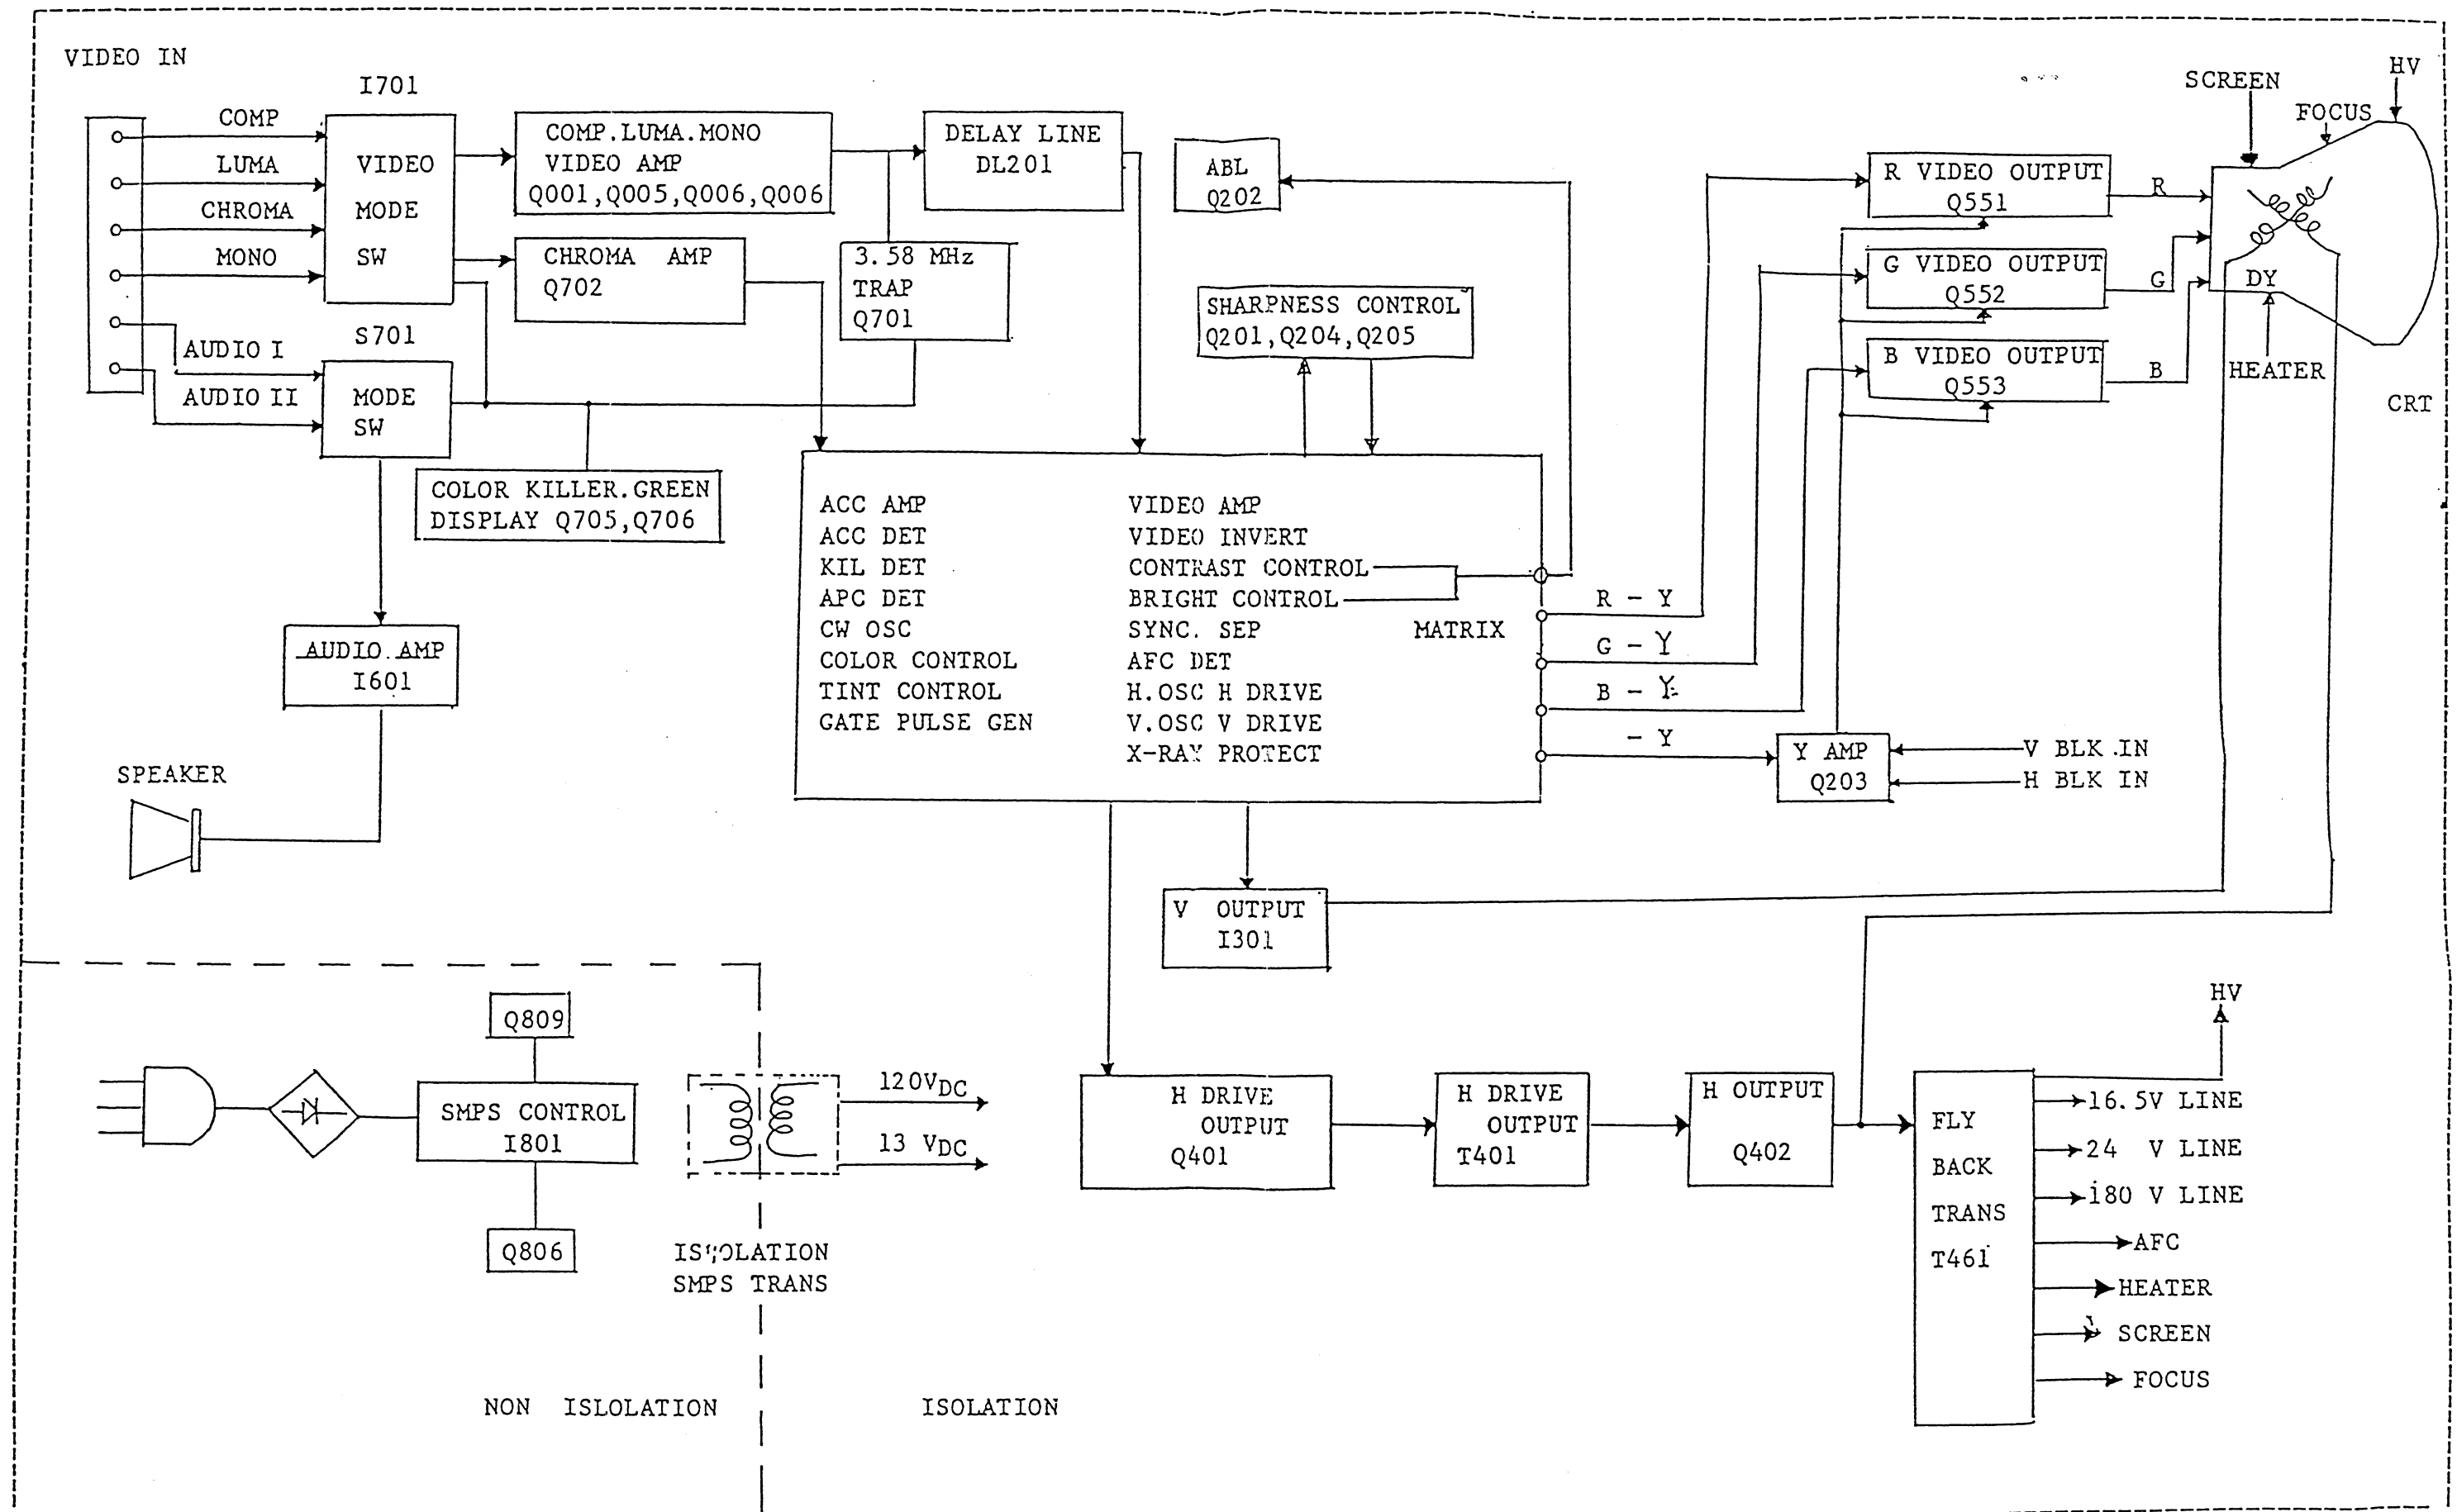 VIDEO IN
I701
COMP
LUMA
CHROMA
MONO
VIDEO
MODE
SW
AUDIO I
AUDIO II
S701
MODE
SW
COMP.LUMA.MONO
VIDEO AMP
Q001,Q005,Q006,Q006
CHROMA AMP
Q702
DELAY LINE
DL201
3.58 MHz
TRAP
Q701
COLOR KILLER.GREEN
DISPLAY Q705,Q706
AUDIO.AMP
I601
SPEAKER
ABL
Q202
SHARPNESS CONTROL
Q201,Q204,Q205
ACC AMP
ACC DET
KIL DET
APC DET
CW OSC
COLOR CONTROL
TINT CONTROL
GATE PULSE GEN
VIDEO AMP
VIDEO INVERT
CONTRAST CONTROL
BRIGHT CONTROL
SYNC. SEP
AFC DET
H.OSC H DRIVE
V.OSC V DRIVE
X-RAY PROTECT
MATRIX
R - Y
G - Y
B - Y
- Y
R VIDEO OUTPUT
Q551
G VIDEO OUTPUT
Q552
B VIDEO OUTPUT
Q553
R
G
B
SCREEN
FOCUS
HV
DY
HEATER
CRT
Y AMP
Q203
V BLK.IN
H BLK IN
V OUTPUT
I301
Q809
SMPS CONTROL
I801
Q806
120VDC
13 VDC
ISOLATION
SMPS TRANS
NON ISLOLATION
ISOLATION
H DRIVE
OUTPUT
Q401
H DRIVE
OUTPUT
T401
H OUTPUT
Q402
FLY
BACK
TRANS
T461
HV
16.5V LINE
24 V LINE
180 V LINE
AFC
HEATER
SCREEN
FOCUS